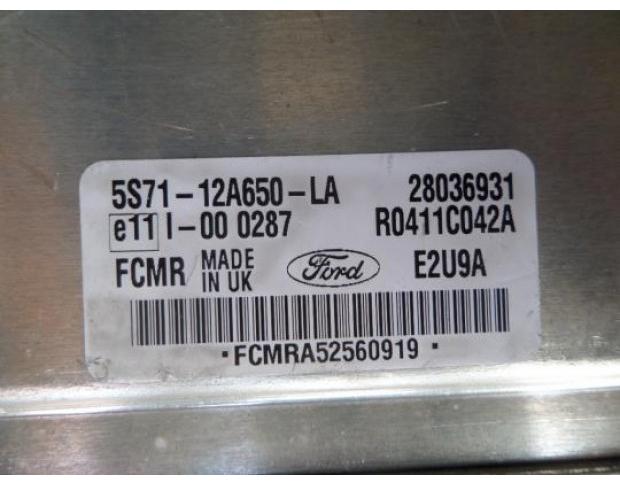 5S71-12A650-LA 28036931
e11 I-00 0287 R0411C042A
FCMR MADE IN UK Ford E2U9A
·FCMRA52560919·